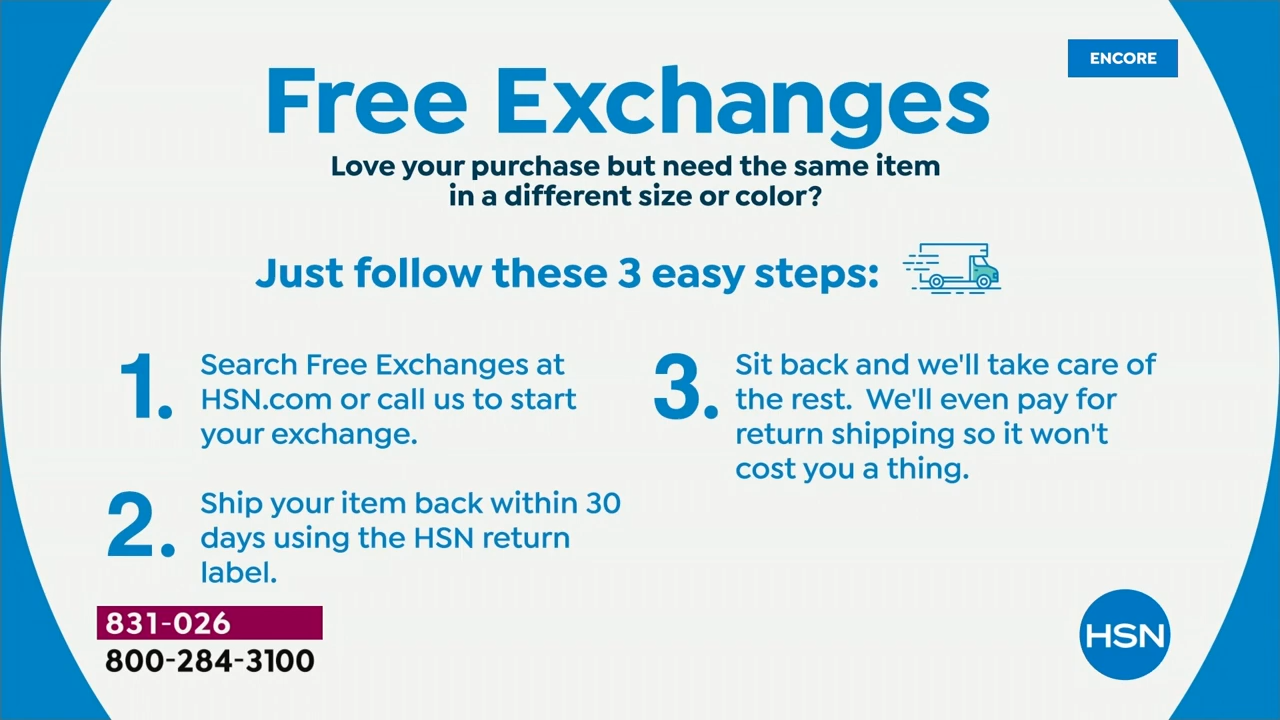 ENCORE
Free Exchanges
Love your purchase but need the same item
in a different size or color?
Just follow these 3 easy steps:
1. Search Free Exchanges at
HSN.com or call us to start
your exchange.
2. Ship your item back within 30
days using the HSN return
label.
3. Sit back and we'll take care of
the rest.  We'll even pay for
return shipping so it won't
cost you a thing.
831-026
800-284-3100
HSN